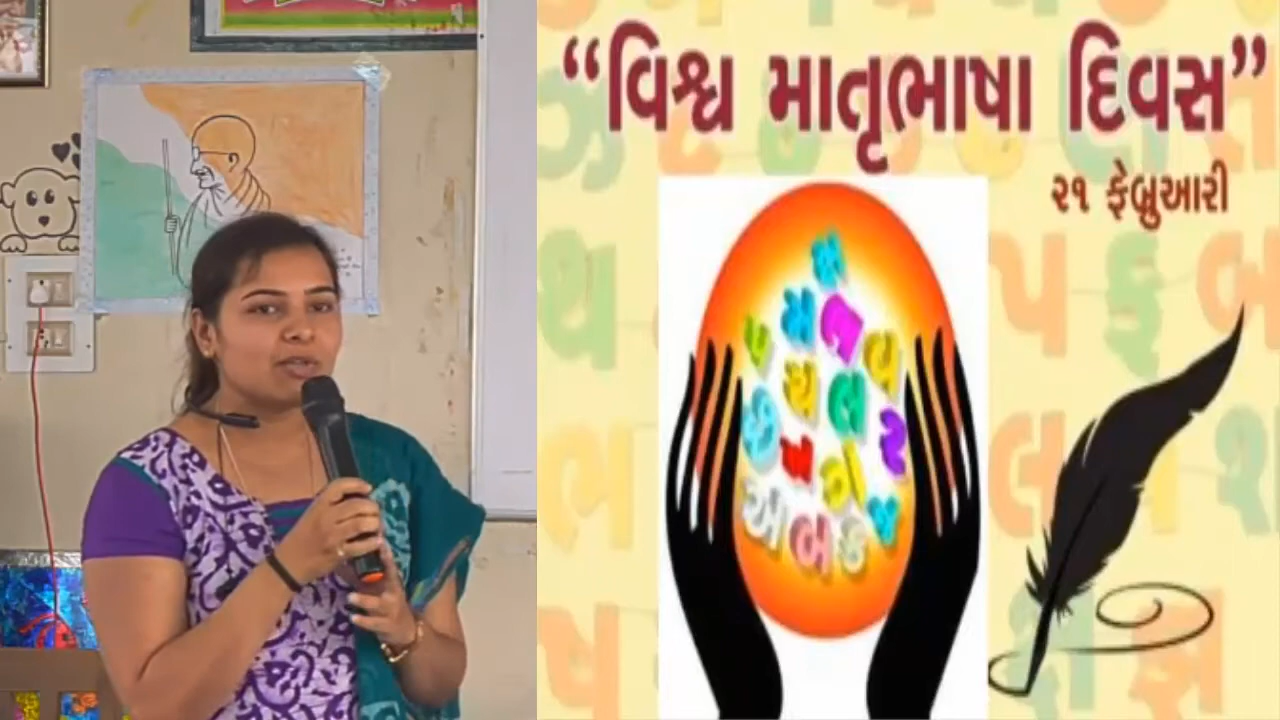 “વિશ્વ માતૃભાષા દિવસ”
૨૧ ફેબ્રુઆરી
સ
પ મ ત વ
ચ લ
છ ન ગ ર
અ બ ક જ